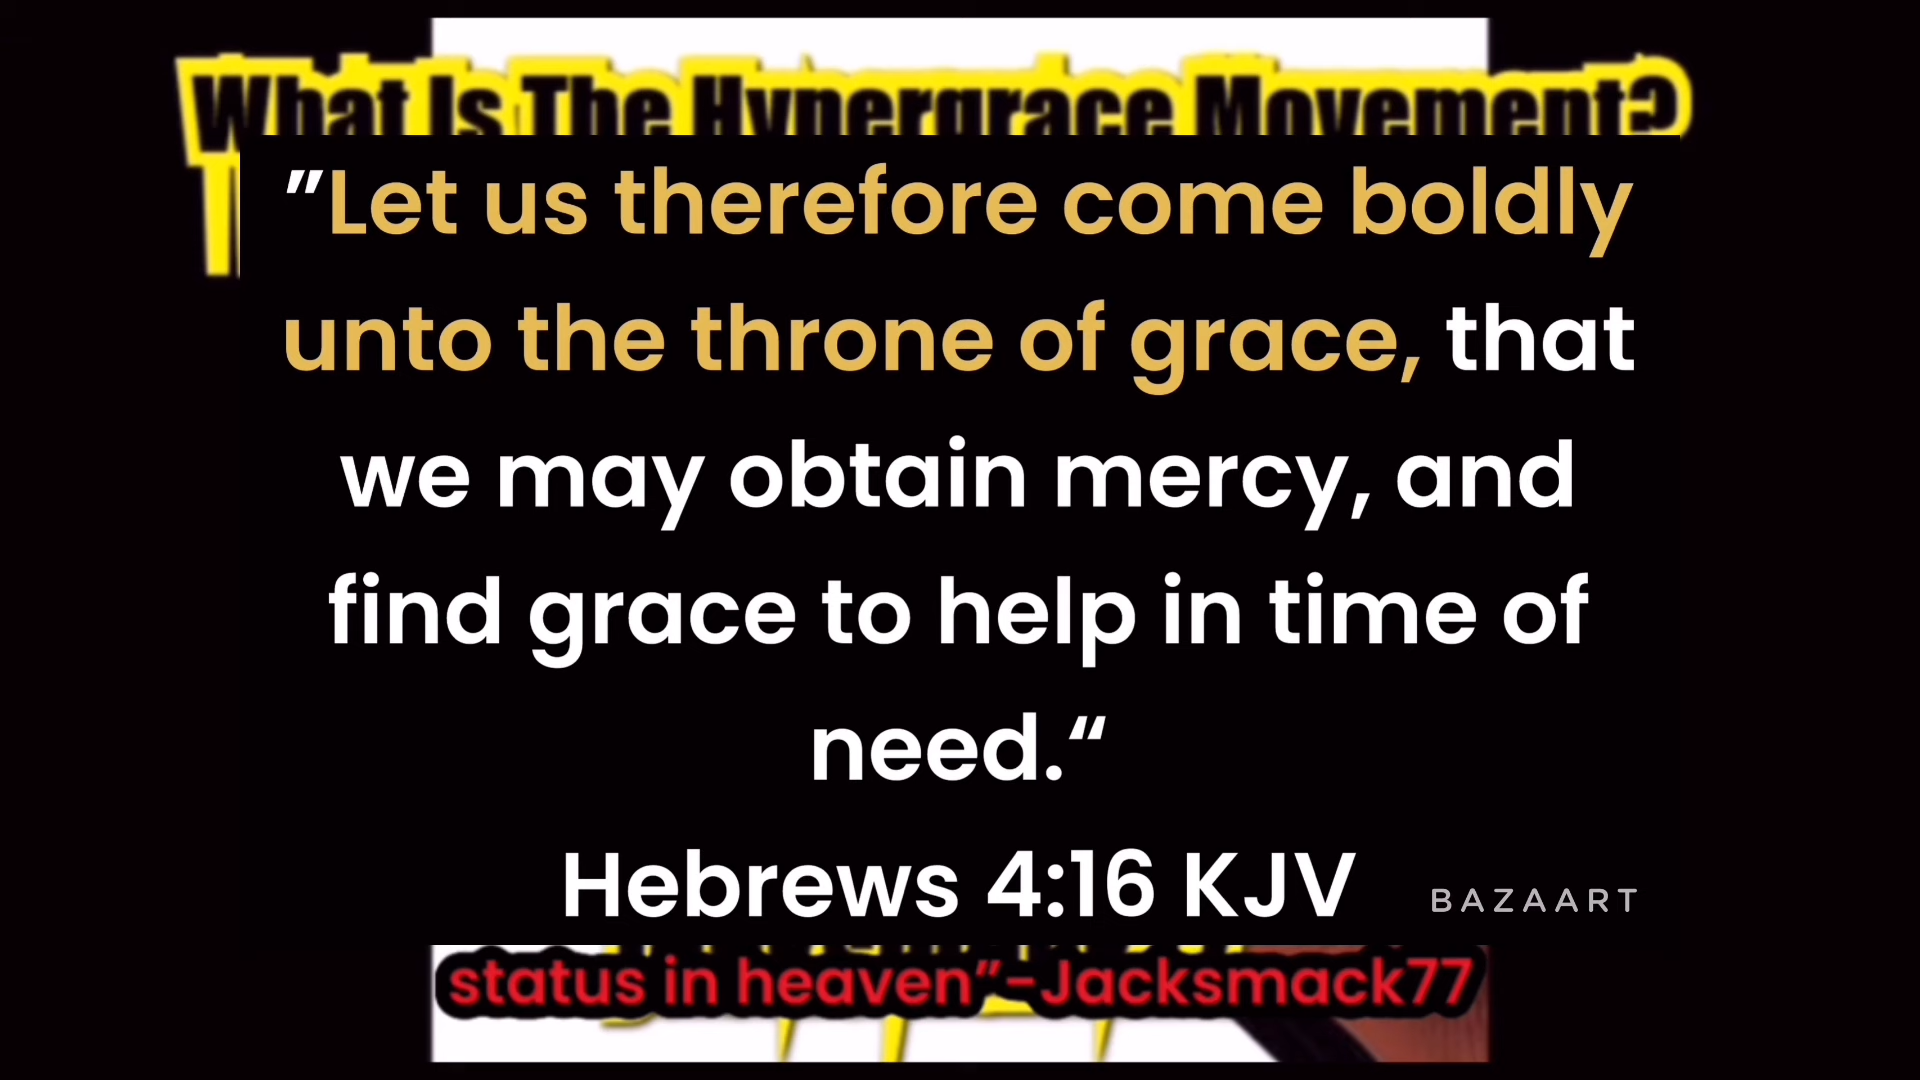 What Is The Hypergrace Movement?
”Let us therefore come boldly
unto the throne of grace, that
we may obtain mercy, and
find grace to help in time of
need.“
Hebrews 4:16 KJV
BAZAART
status in heaven”-Jacksmack77